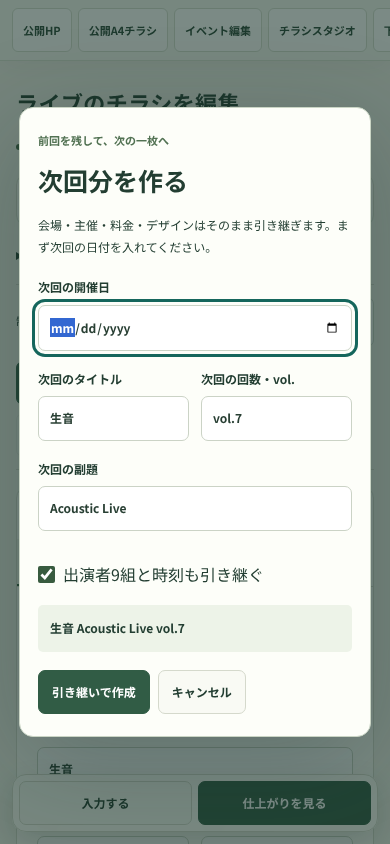 公開HP
公開A4チラシ
イベント編集
チラシスタジオ
ライブのチラシを編集
前回を残して、次の一枚へ
次回分を作る
会場・主催・料金・デザインはそのまま引き継ぎます。ま
ず次回の日付を入れてください。
次回の開催日
mm/dd/yyyy
次回のタイトル
次回の回数・vol.
生音
vol.7
次回の副題
Acoustic Live
出演者9組と時刻も引き継ぐ
生音 Acoustic Live vol.7
引き継いで作成
キャンセル
生音
入力する
仕上がりを見る